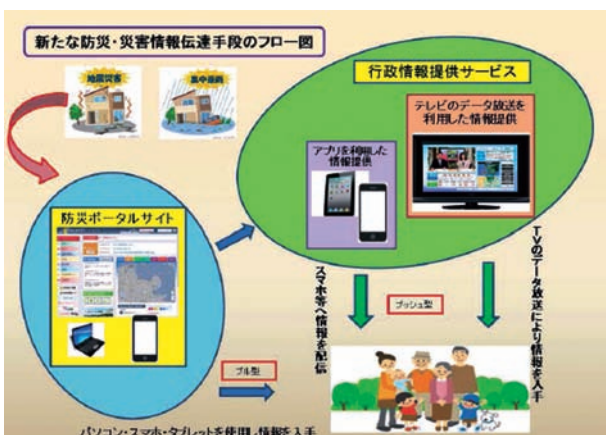 新たな防災・災害情報伝達手段のフロー図
地震災害
集中豪雨
行政情報提供サービス
テレビのデータ放送を
利用した情報提供
アプリを利用した
情報提供
防災ポータルサイト
スマホ等へ情報を配信
プッシュ型
TVのデータ放送により情報を入手
プル型
パソコン・スマホ・タブレットを使用し情報を入手